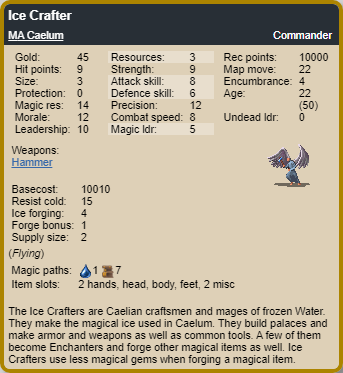 Ice Crafter
MA Caelum Commander
Gold: 45 Resources: 3 Rec points: 10000
Hit points: 9 Strength: 9 Map move: 22
Size: 3 Attack skill: 8 Encumbrance: 4
Protection: 0 Defence skill: 6 Age: 22
Magic res: 14 Precision: 12 (50)
Morale: 12 Combat speed: 8 Undead ldr: 0
Leadership: 10 Magic ldr: 5
Weapons:
Hammer
Basecost: 10010
Resist cold: 15
Ice forging: 4
Forge bonus: 1
Supply size: 2
(Flying)
Magic paths: 1 7
Item slots: 2 hands, head, body, feet, 2 misc
The Ice Crafters are Caelian craftsmen and mages of frozen Water.
They make the magical ice used in Caelum. They build palaces and
make armor and weapons as well as common tools. A few of them
become Enchanters and forge other magical items as well. Ice
Crafters use less magical gems when forging a magical item.